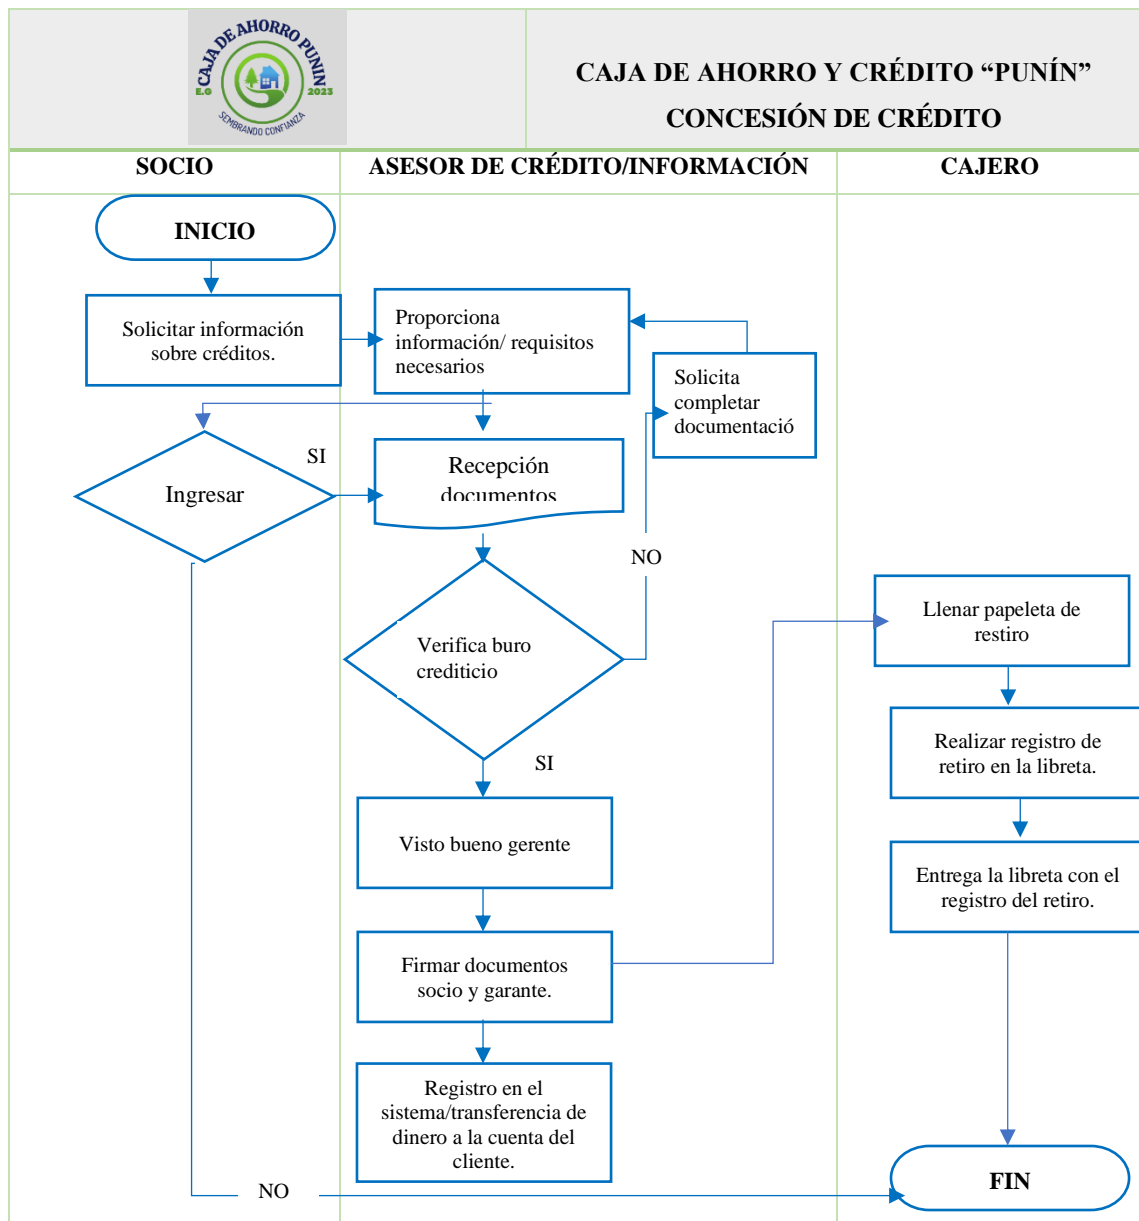 CAJA DE AHORRO PUNIN
E.G 2023
SEMBRANDO CONFIANZA
CAJA DE AHORRO Y CRÉDITO “PUNÍN”
CONCESIÓN DE CRÉDITO
SOCIO
ASESOR DE CRÉDITO/INFORMACIÓN
CAJERO
INICIO
Solicitar información
sobre créditos.
Proporciona
información/ requisitos
necesarios
Solicita
completar
documentació
Ingresar
SI
Recepción
documentos
NO
Verifica buro
crediticio
SI
Visto bueno gerente
Firmar documentos
socio y garante.
Registro en el
sistema/transferencia de
dinero a la cuenta del
cliente.
NO
Llenar papeleta de
restiro
Realizar registro de
retiro en la libreta.
Entrega la libreta con el
registro del retiro.
FIN